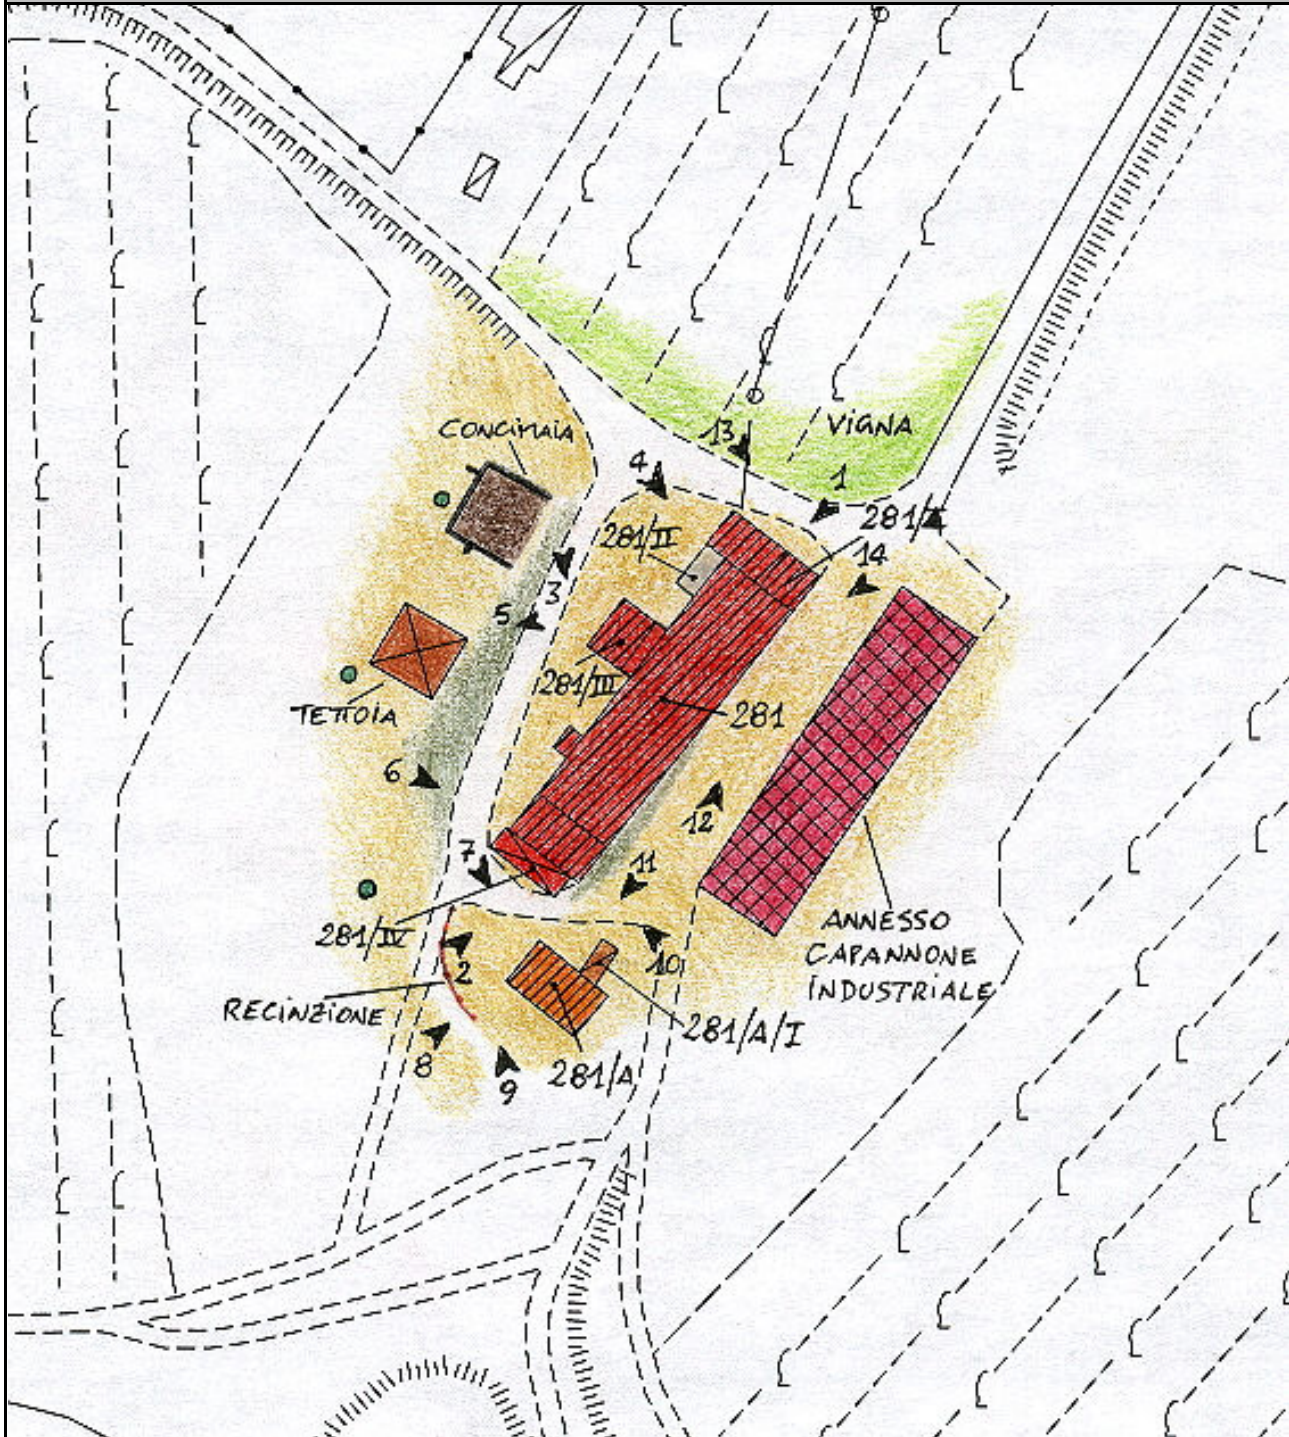 CONCIMAIA
13
VIGNA
4
1
281/I
281/II
14
3
5
281/III
281
TETTOIA
6
12
7
11
281/IV
ANNESSO
CAPANNONE
INDUSTRIALE
2
10
RECINZIONE
281/A/I
8
9
281/A